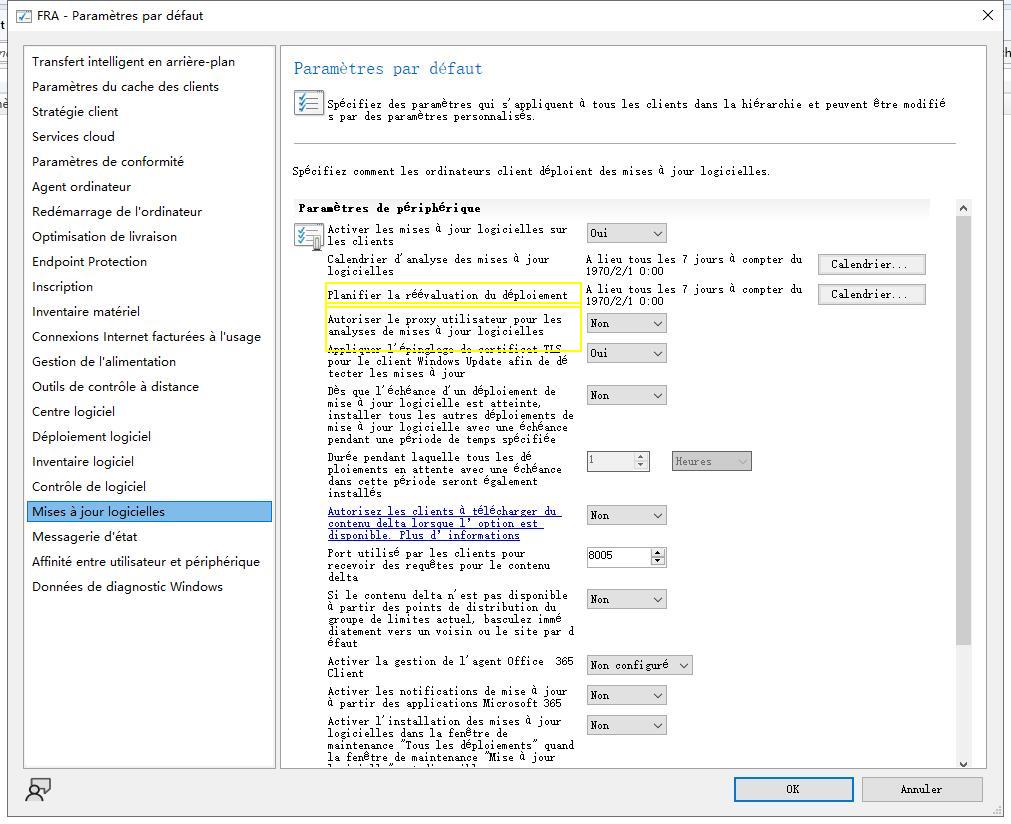 FRA - Paramètres par défaut
Transfert intelligent en arrière-plan
Paramètres du cache des clients
Stratégie client
Services cloud
Paramètres de conformité
Agent ordinateur
Redémarrage de l'ordinateur
Optimisation de livraison
Endpoint Protection
Inscription
Inventaire matériel
Connexions Internet facturées à l'usage
Gestion de l'alimentation
Outils de contrôle à distance
Centre logiciel
Déploiement logiciel
Inventaire logiciel
Contrôle de logiciel
Mises à jour logicielles
Messagerie d'état
Affinité entre utilisateur et périphérique
Données de diagnostic Windows
Paramètres par défaut
Spécifiez des paramètres qui s'appliquent à tous les clients dans la hiérarchie et peuvent être modifié
s par des paramètres personnalisés.
Spécifiez comment les ordinateurs client déploient des mises à jour logicielles.
Paramètres de périphérique
Activer les mises à jour logicielles sur
les clients
Oui
Calendrier d'analyse des mises à jour
logicielles
A lieu tous les 7 jours à compter du
1970/2/1 0:00
Calendrier...
Planifier la réévaluation du déploiement
A lieu tous les 7 jours à compter du
1970/2/1 0:00
Calendrier...
Autoriser le proxy utilisateur pour les
analyses de mises à jour logicielles
Non
Appliquer l'épinglage de certificat TLS
pour le client Windows Update afin de dé
tecter les mises à jour
Oui
Dès que l'échéance d'un déploiement de
mise à jour logicielle est atteinte,
installer tous les autres déploiements de
mise à jour logicielle avec une échéance
pendant une période de temps spécifiée
Non
Durée pendant laquelle tous les dé
ploiements en attente avec une échéance
dans cette période seront également
installés
1
Heures
Autorisez les clients à télécharger du
contenu delta lorsque l' option est
disponible. Plus d' informations
Non
Port utilisé par les clients pour
recevoir des requêtes pour le contenu
delta
8005
Si le contenu delta n'est pas disponible
à partir des points de distribution du
groupe de limites actuel, basculez immé
diatement vers un voisin ou le site par d
éfaut
Non
Activer la gestion de l'agent Office 365
Client
Non configuré
Activer les notifications de mise à jour
à partir des applications Microsoft 365
Non
Activer l'installation des mises à jour
logicielles dans la fenêtre de
maintenance "Tous les déploiements" quand
la fenêtre de maintenance "Mise à jour
Non
OK
Annuler